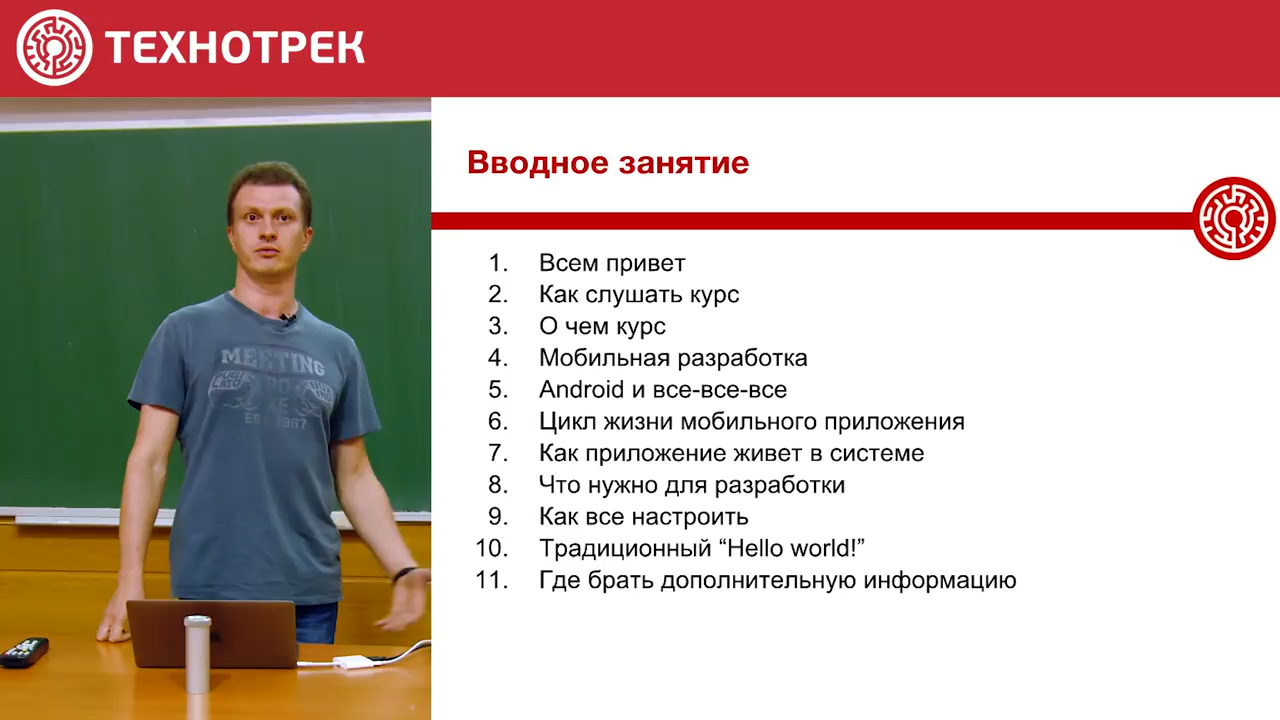 ТЕХНОТРЕК
Вводное занятие
1. Всем привет
2. Как слушать курс
3. О чем курс
4. Мобильная разработка
5. Android и все-все-все
6. Цикл жизни мобильного приложения
7. Как приложение живет в системе
8. Что нужно для разработки
9. Как все настроить
10. Традиционный “Hello world!”
11. Где брать дополнительную информацию
MEETING